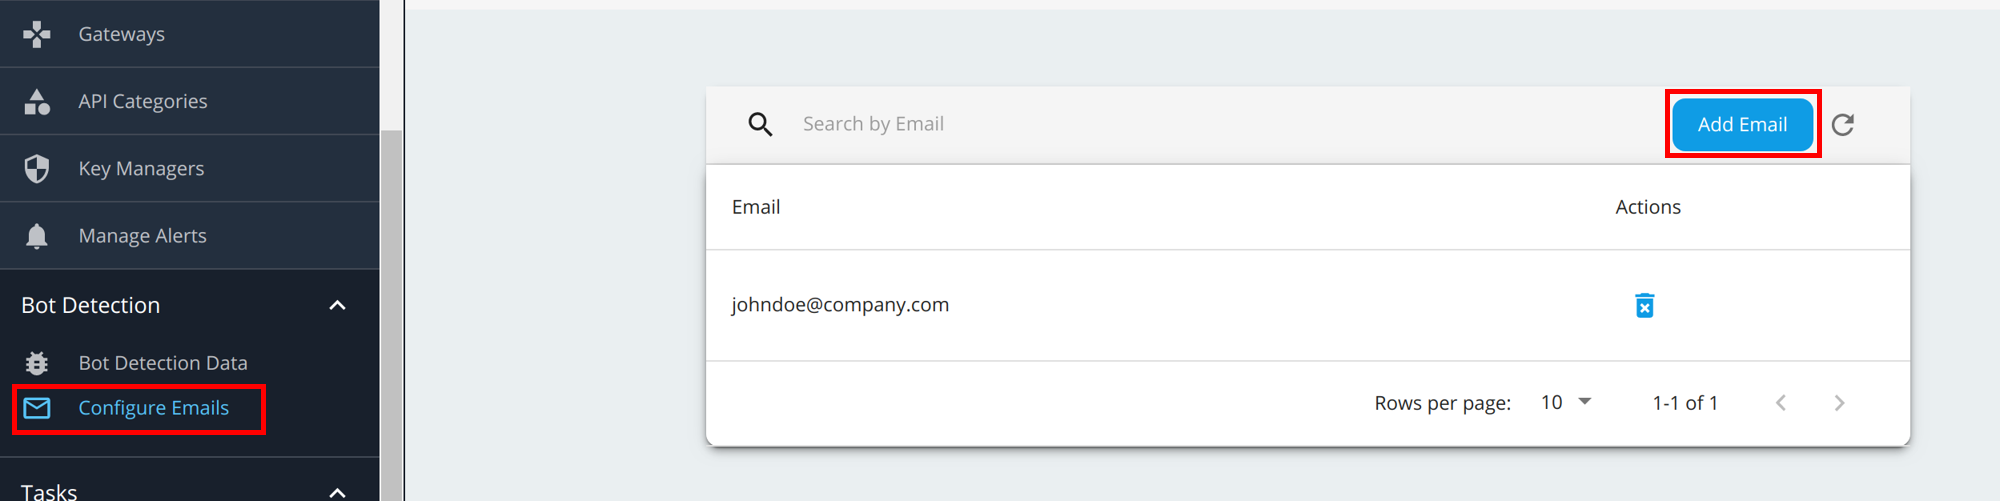 Gateways
API Categories
Key Managers
Manage Alerts
Bot Detection
Bot Detection Data
Configure Emails
Tasks
Search by Email
Add Email
Email Actions
johndoe@company.com
Rows per page: 10 1-1 of 1